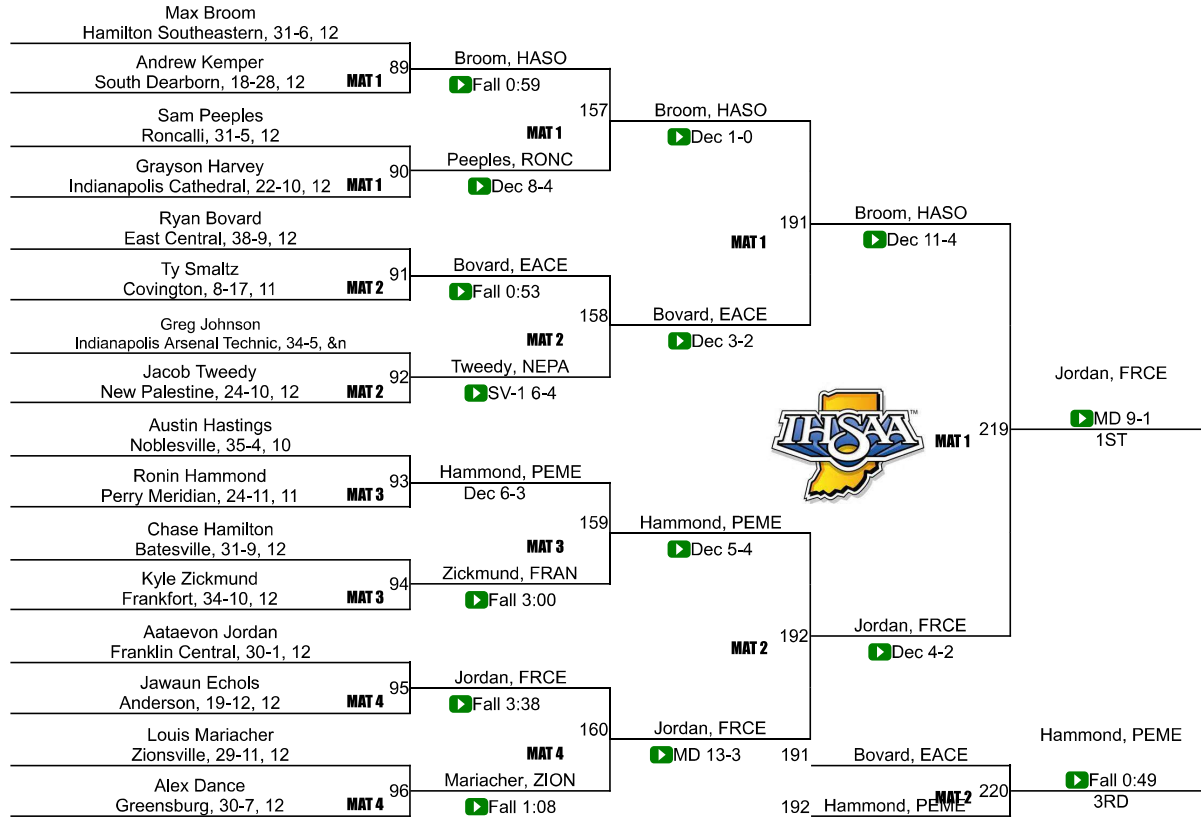 Max Broom
Hamilton Southeastern, 31-6, 12
Andrew Kemper
South Dearborn, 18-28, 12
MAT 1
89
Broom, HASO
Fall 0:59
Sam Peeples
Roncalli, 31-5, 12
Grayson Harvey
Indianapolis Cathedral, 22-10, 12
MAT 1
90
Peeples, RONC
Dec 8-4
157
MAT 1
Broom, HASO
Dec 1-0
Ryan Bovard
East Central, 38-9, 12
Ty Smaltz
Covington, 8-17, 11
MAT 2
91
Bovard, EACE
Fall 0:53
Greg Johnson
Indianapolis Arsenal Technic, 34-5, &n
Jacob Tweedy
New Palestine, 24-10, 12
MAT 2
92
Tweedy, NEPA
SV-1 6-4
158
MAT 2
Bovard, EACE
Dec 3-2
191
MAT 1
Broom, HASO
Dec 11-4
Austin Hastings
Noblesville, 35-4, 10
Ronin Hammond
Perry Meridian, 24-11, 11
MAT 3
93
Hammond, PEME
Dec 6-3
Chase Hamilton
Batesville, 31-9, 12
Kyle Zickmund
Frankfort, 34-10, 12
MAT 3
94
Zickmund, FRAN
Fall 3:00
159
MAT 3
Hammond, PEME
Dec 5-4
Aataevon Jordan
Franklin Central, 30-1, 12
Jawaun Echols
Anderson, 19-12, 12
MAT 4
95
Jordan, FRCE
Fall 3:38
Louis Mariacher
Zionsville, 29-11, 12
Alex Dance
Greensburg, 30-7, 12
MAT 4
96
Mariacher, ZION
Fall 1:08
160
MAT 4
Jordan, FRCE
MD 13-3
192
MAT 2
Jordan, FRCE
Dec 4-2
IHSAA
™
MAT 1
219
Jordan, FRCE
MD 9-1
1ST
191
Bovard, EACE
192
Hammond, PEME
MAT 2
220
Hammond, PEME
Fall 0:49
3RD